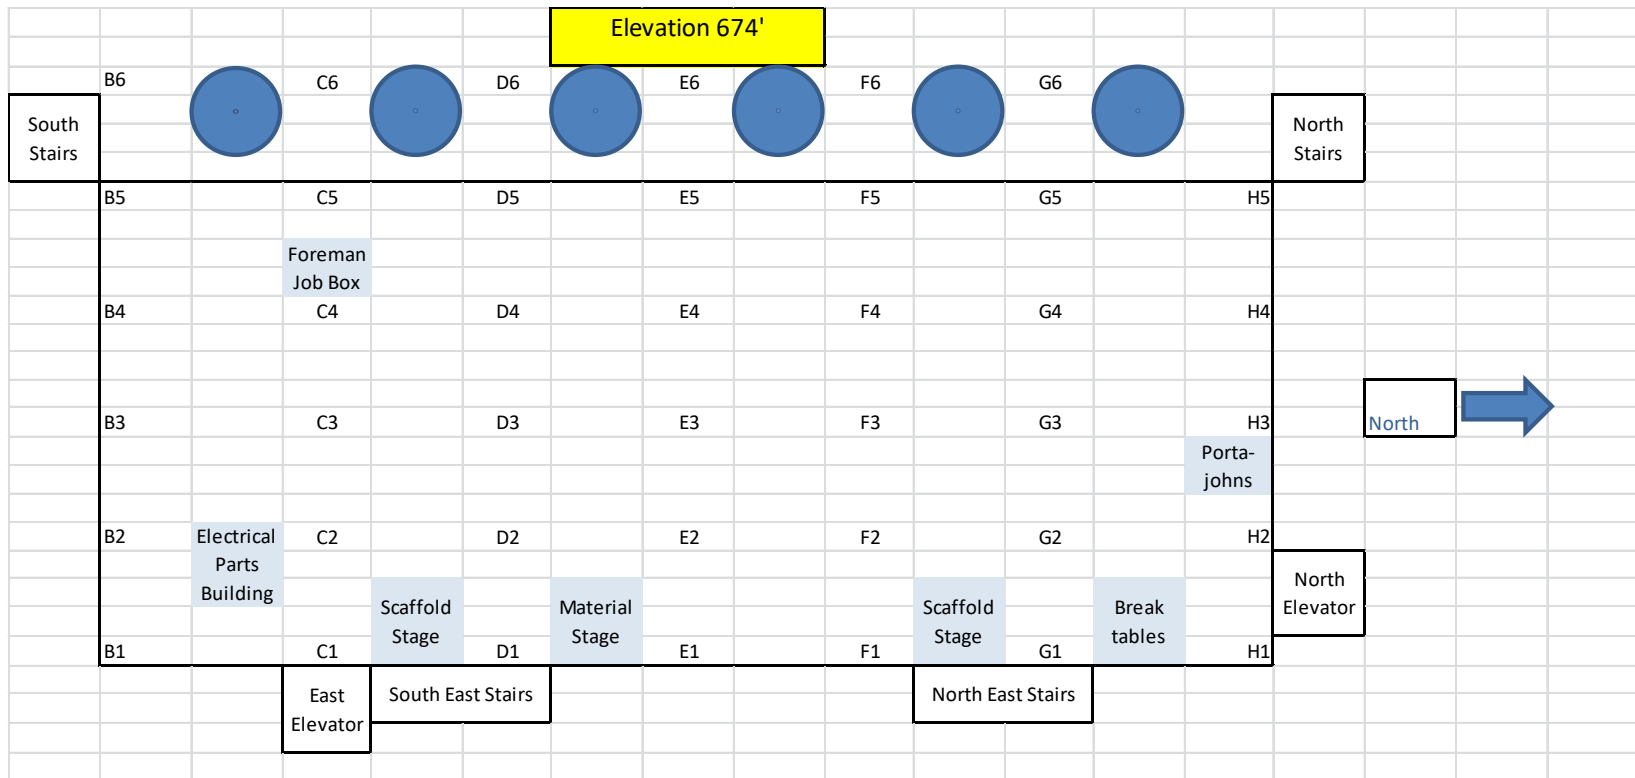 Elevation 674'
B6 C6 D6 E6 F6 G6
South
Stairs
North
Stairs
B5 C5 D5 E5 F5 G5 H5
Foreman
Job Box
B4 C4 D4 E4 F4 G4 H4
North
B3 C3 D3 E3 F3 G3 H3
Porta-
johns
B2 C2 D2 E2 F2 G2 H2
Electrical
Parts
Building
North
Elevator
Scaffold
Stage
Material
Stage
Scaffold
Stage
Break
tables
B1 C1 D1 E1 F1 G1 H1
East
Elevator
South East Stairs
North East Stairs